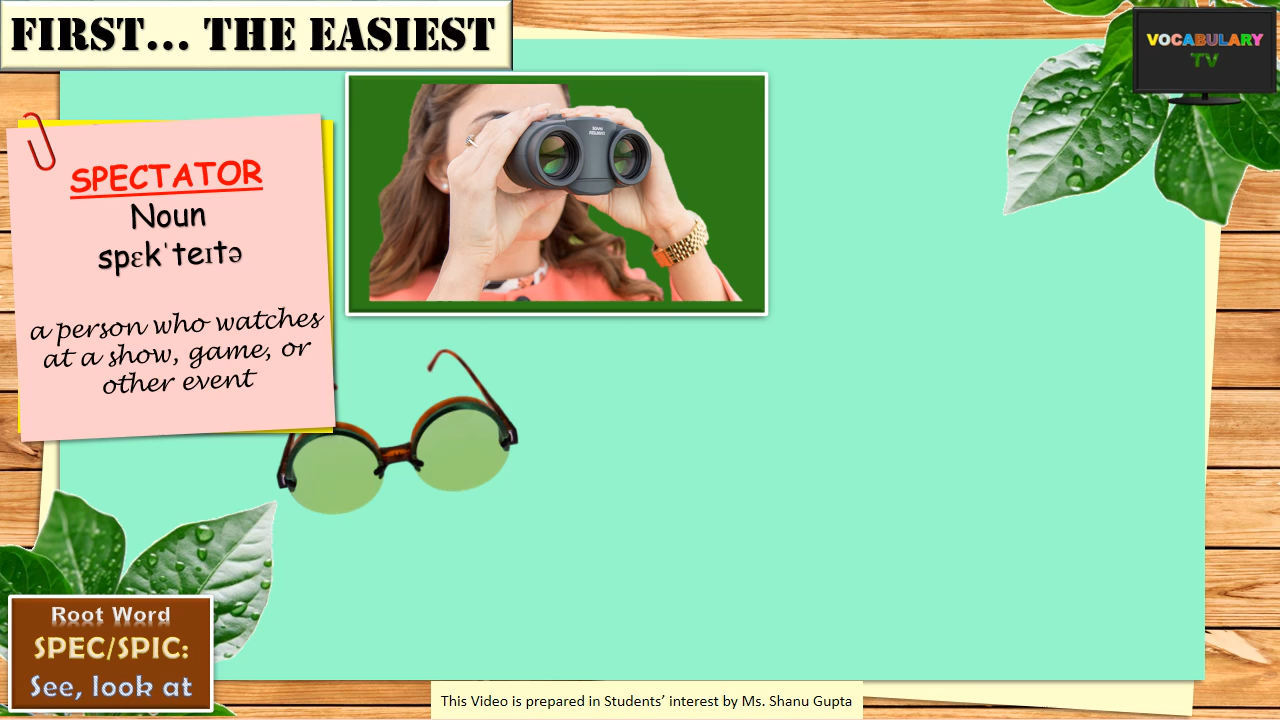 FIRST... THE EASIEST
VOCABULARY
TV
SPECTATOR
Noun
spɛkˈteɪtə
a person who watches
at a show, game, or
other event
Root Word
SPEC/SPIC:
See, look at
This Video is prepared in Students’ interest by Ms. Shanu Gupta